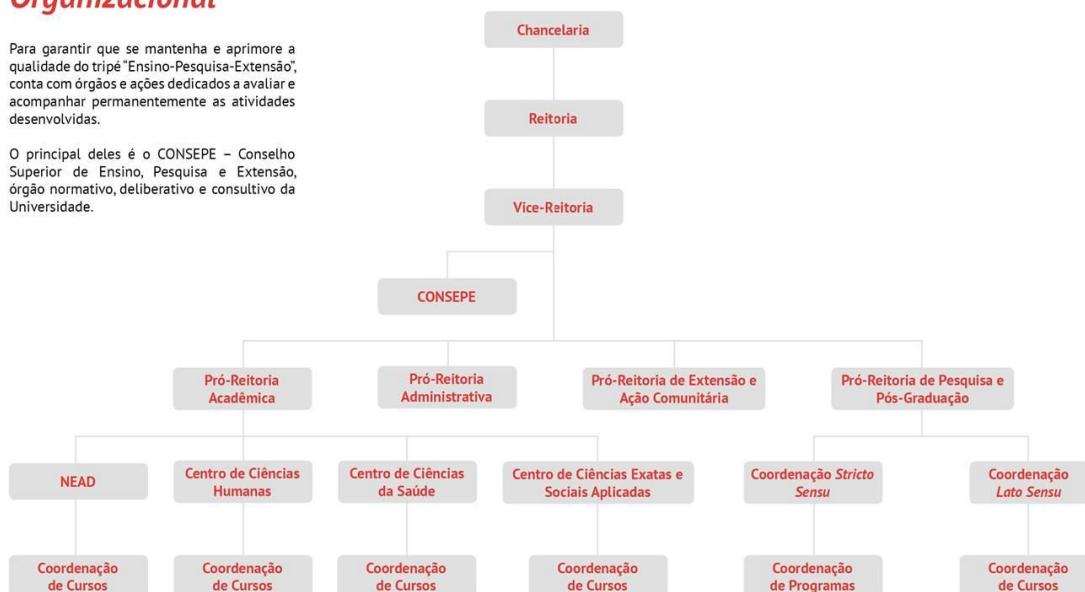 Organizacional
Para garantir que se mantenha e aprimore a
qualidade do tripé "Ensino-Pesquisa-Extensão",
conta com órgãos e ações dedicados a avaliar e
acompanhar permanentemente as atividades
desenvolvidas.
O principal deles é o CONSEPE – Conselho
Superior de Ensino, Pesquisa e Extensão,
órgão normativo, deliberativo e consultivo da
Universidade.
Chancelaria
Reitoria
Vice-Reitoria
CONSEPE
Pró-Reitoria
Acadêmica
Pró-Reitoria
Administrativa
Pró-Reitoria de Extensão e
Ação Comunitária
Pró-Reitoria de Pesquisa e
Pós-Graduação
NEAD
Centro de Ciências
Humanas
Centro de Ciências
da Saúde
Centro de Ciências Exatas e
Sociais Aplicadas
Coordenação Stricto
Sensu
Coordenação
Lato Sensu
Coordenação
de Cursos
Coordenação
de Cursos
Coordenação
de Cursos
Coordenação
de Cursos
Coordenação
de Programas
Coordenação
de Cursos